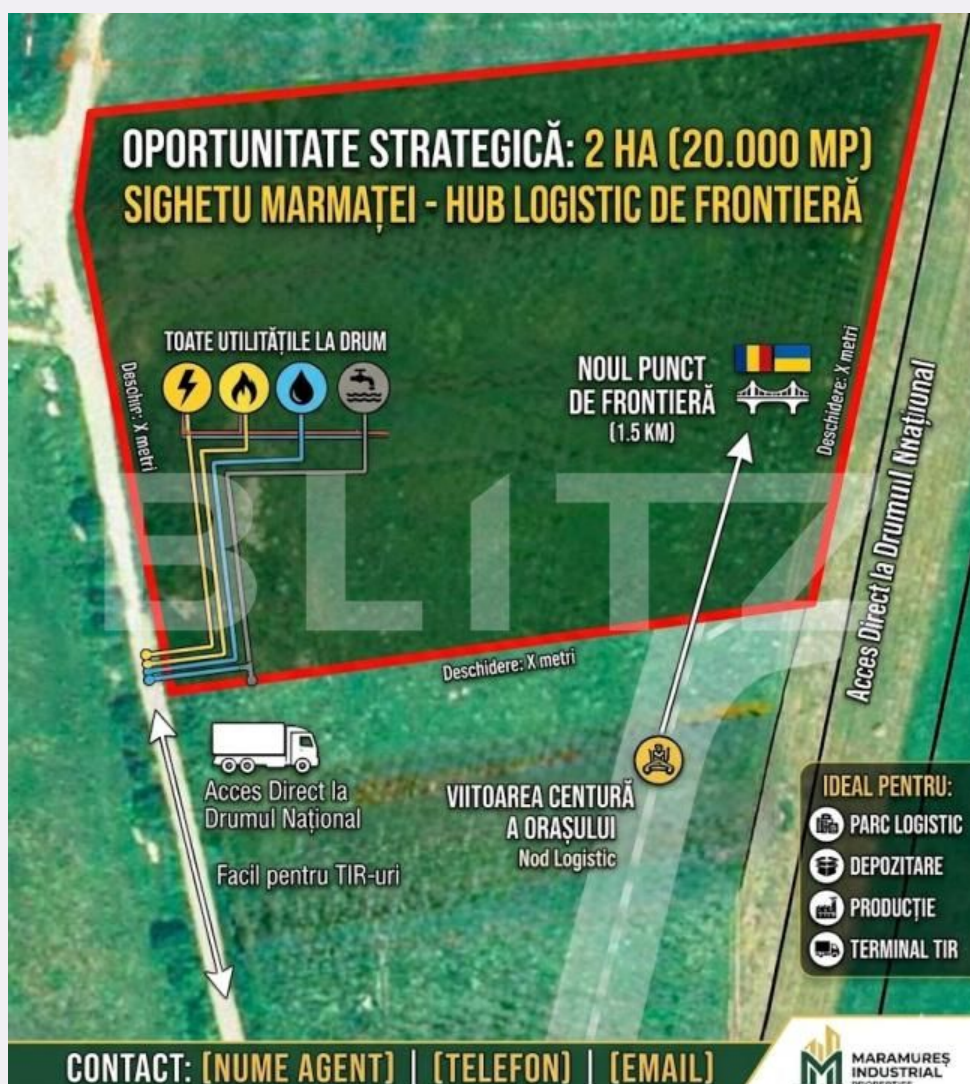 OPORTUNITATE STRATEGICĂ: 2 HA (20.000 MP)
SIGHETU MARMAȚEI - HUB LOGISTIC DE FRONTIERĂ
TOATE UTILITĂȚILE LA DRUM
NOUL PUNCT
DE FRONTIERĂ
(1.5 KM)
Deschidere: X metri
metri
Acces Direct la Drumuil NNațiional
BLITZ
Deschidere: X metri
Acces Direct la
Drumul Național
Facil pentru TIR-uri
VIITOAREA CENTURĂ
A ORAȘULUI
Nod Logistic
IDEAL PENTRU:
PARC LOGISTIC
DEPOZITARE
PRODUCȚIE
TERMINAL TIR
CONTACT: [NUME AGENT] | [TELEFON] | [EMAIL]
MARAMUREȘ
INDUSTRIAL